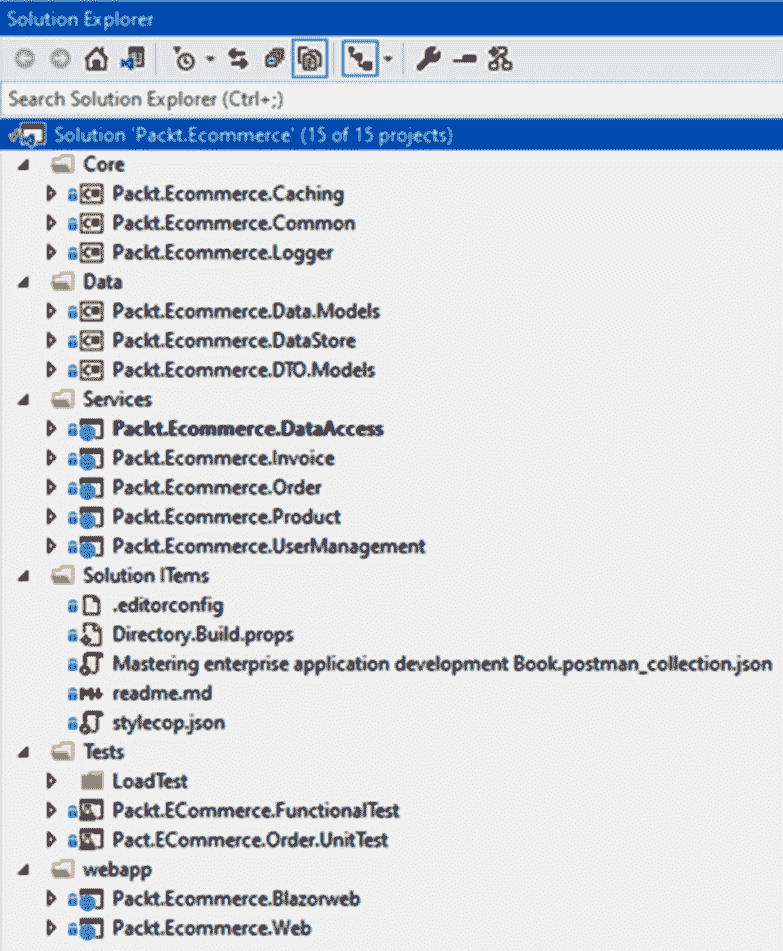 Solution Explorer
Search Solution Explorer (Ctrl+;)
Solution 'Packt.Ecommerce' (15 of 15 projects)
Core
Packt.Ecommerce.Caching
Packt.Ecommerce.Common
Packt.Ecommerce.Logger
Data
Packt.Ecommerce.Data.Models
Packt.Ecommerce.DataStore
Packt.Ecommerce.DTO.Models
Services
Packt.Ecommerce.DataAccess
Packt.Ecommerce.Invoice
Packt.Ecommerce.Order
Packt.Ecommerce.Product
Packt.Ecommerce.UserManagement
Solution ITems
.editorconfig
Directory.Build.props
Mastering enterprise application development Book.postman_collection.json
readme.md
stylecop.json
Tests
LoadTest
Packt.ECommerce.FunctionalTest
Pact.ECommerce.Order.UnitTest
webapp
Packt.Ecommerce.Blazorweb
Packt.Ecommerce.Web